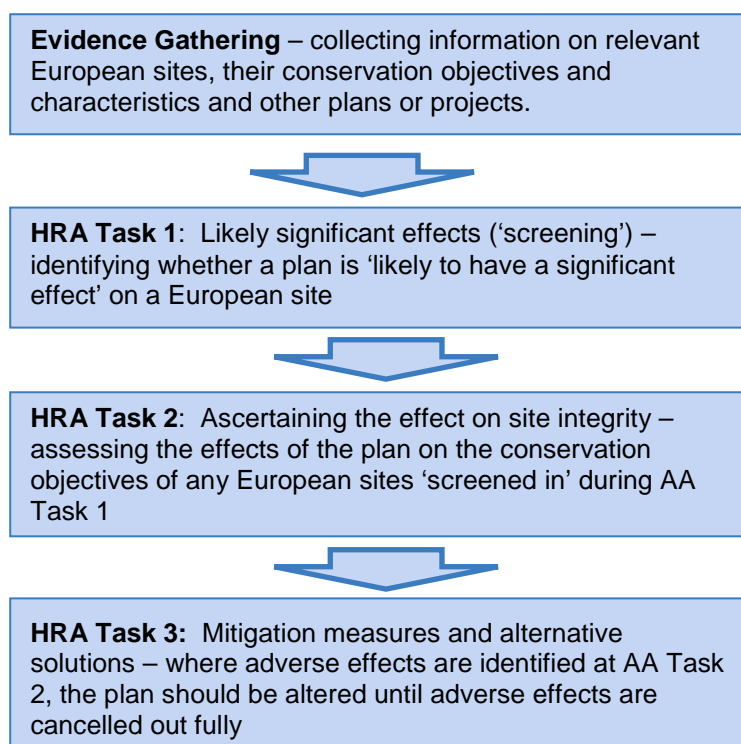 Evidence Gathering – collecting information on relevant
European sites, their conservation objectives and
characteristics and other plans or projects.
HRA Task 1:  Likely significant effects (‘screening’) –
identifying whether a plan is ‘likely to have a significant
effect’ on a European site
HRA Task 2:  Ascertaining the effect on site integrity –
assessing the effects of the plan on the conservation
objectives of any European sites ‘screened in’ during AA
Task 1
HRA Task 3:  Mitigation measures and alternative
solutions – where adverse effects are identified at AA Task
2, the plan should be altered until adverse effects are
cancelled out fully